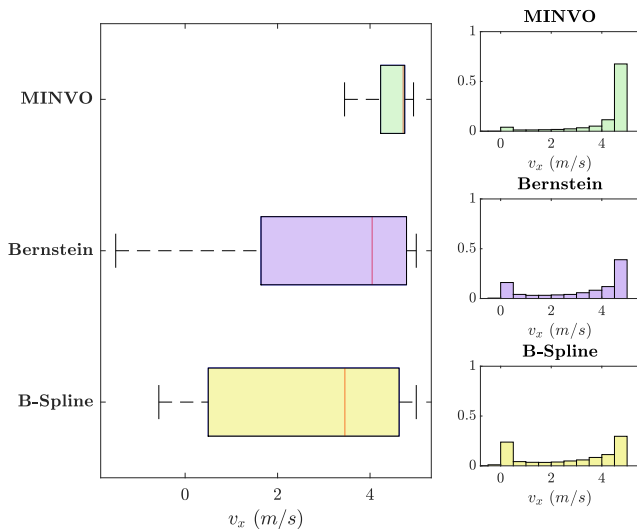 MINVO
Bernstein
B-Spline
0 2 4
v_x (m/s)
MINVO
1
0.5
0
0 2 4
v_x (m/s)
Bernstein
1
0.5
0
0 2 4
v_x (m/s)
B-Spline
1
0.5
0
0 2 4
v_x (m/s)